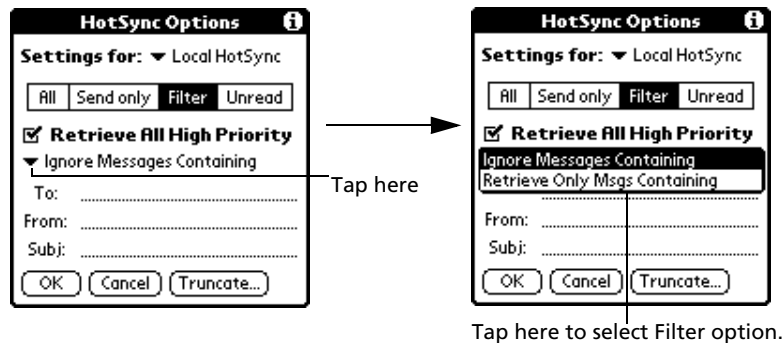 HotSync Options
Settings for: Local HotSync
All Send only Filter Unread
Retrieve All High Priority
Ignore Messages Containing
To:
From:
Subj:
OK Cancel Truncate...
Tap here
HotSync Options
Settings for: Local HotSync
All Send only Filter Unread
Retrieve All High Priority
Ignore Messages Containing
Retrieve Only Msgs Containing
From:
Subj:
OK Cancel Truncate...
Tap here to select Filter option.